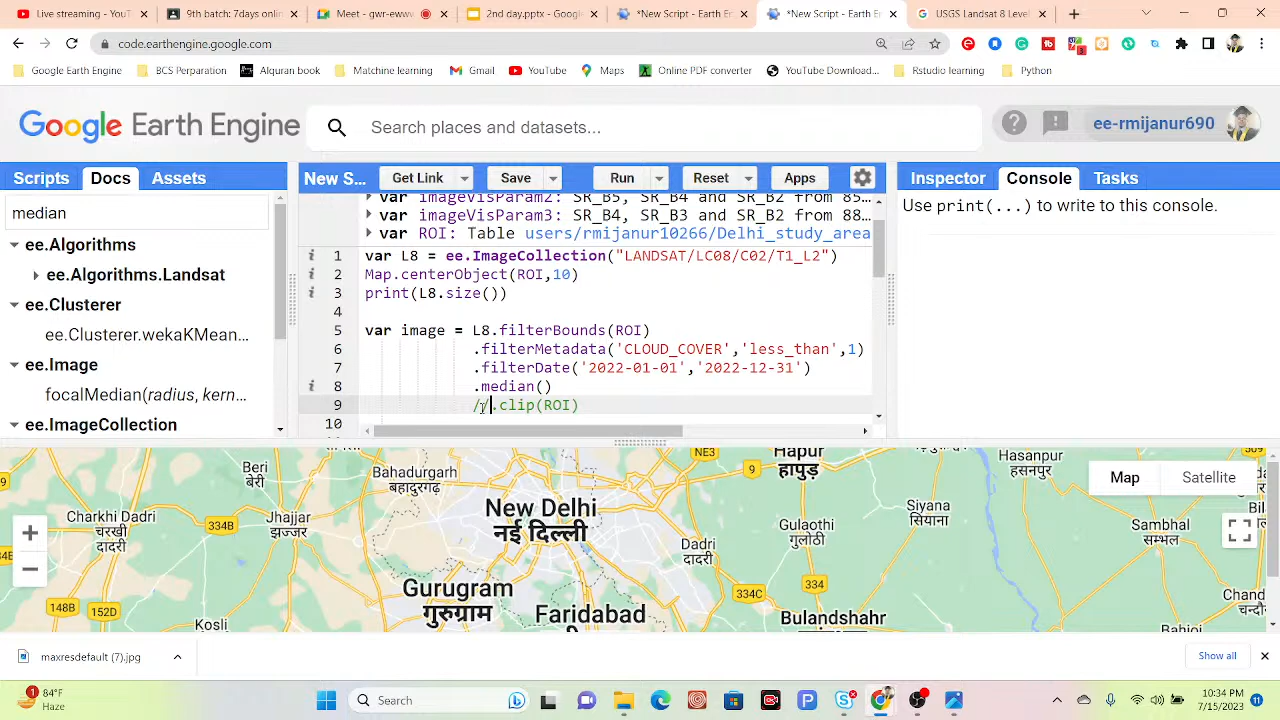 *New Script - Earth En
USGS Landsat 8 Level
(54) YouTube - YouT
9th batch: 7days onlin
Meet - gwr-eww
2nd day.pptx - Google
*New Script - Earth En
code.earthengine.google.com
Google Earth Engine
BCS Perparation
Alquran book
Matchine learning
Gmail
YouTube
Maps
Online PDF converter
YouTube Download...
Rstudio learning
Python
Google Earth Engine
Search places and datasets...
ee-rmijanur690
Scripts
Docs
Assets
New S...
Get Link
Save
Run
Reset
Apps
Inspector
Console
Tasks
median
ee.Algorithms
ee.Algorithms.Landsat
ee.Clusterer
ee.Clusterer.wekaKMean...
ee.Image
focalMedian(radius, kern...
ee.ImageCollection
var imageVisParam2: SR_B5, SR_B4 and SR_B2 from 85...
var imageVisParam3: SR_B4, SR_B3 and SR_B2 from 88...
var ROI: Table users/rmijanur10266/Delhi_study_area
1 var L8 = ee.ImageCollection("LANDSAT/LC08/C02/T1_L2")
2 Map.centerObject(ROI,10)
3 print(L8.size())
4
5 var image = L8.filterBounds(ROI)
6 .filterMetadata('CLOUD_COVER','less_than',1)
7 .filterDate('2022-01-01','2022-12-31')
8 .median()
9 //.clip(ROI)
10
Use print(...) to write to this console.
Beri
बेरी
Bahadurgarh
बहादुरगढ़
NE3
Hapur
हापुड़
9
Hasanpur
हसनपुर
509
Map
Satellite
Charkhi Dadri
चरखी
दादरी
334B
Jhajjar
झज्जर
New Delhi
नई दिल्ली
Dadri
दादरी
Gulaothi
गुलोठी
Siyana
सियाना
Sambhal
सम्भल
Gurugram
गुरुग्राम
Faridabad
334C
334
Bulandshahr
148B
152D
Kosli
Chand
चन्दौ
maxresdefault (7).jpg
Show all
84°F
Haze
1
Search
10:34 PM
7/15/2023